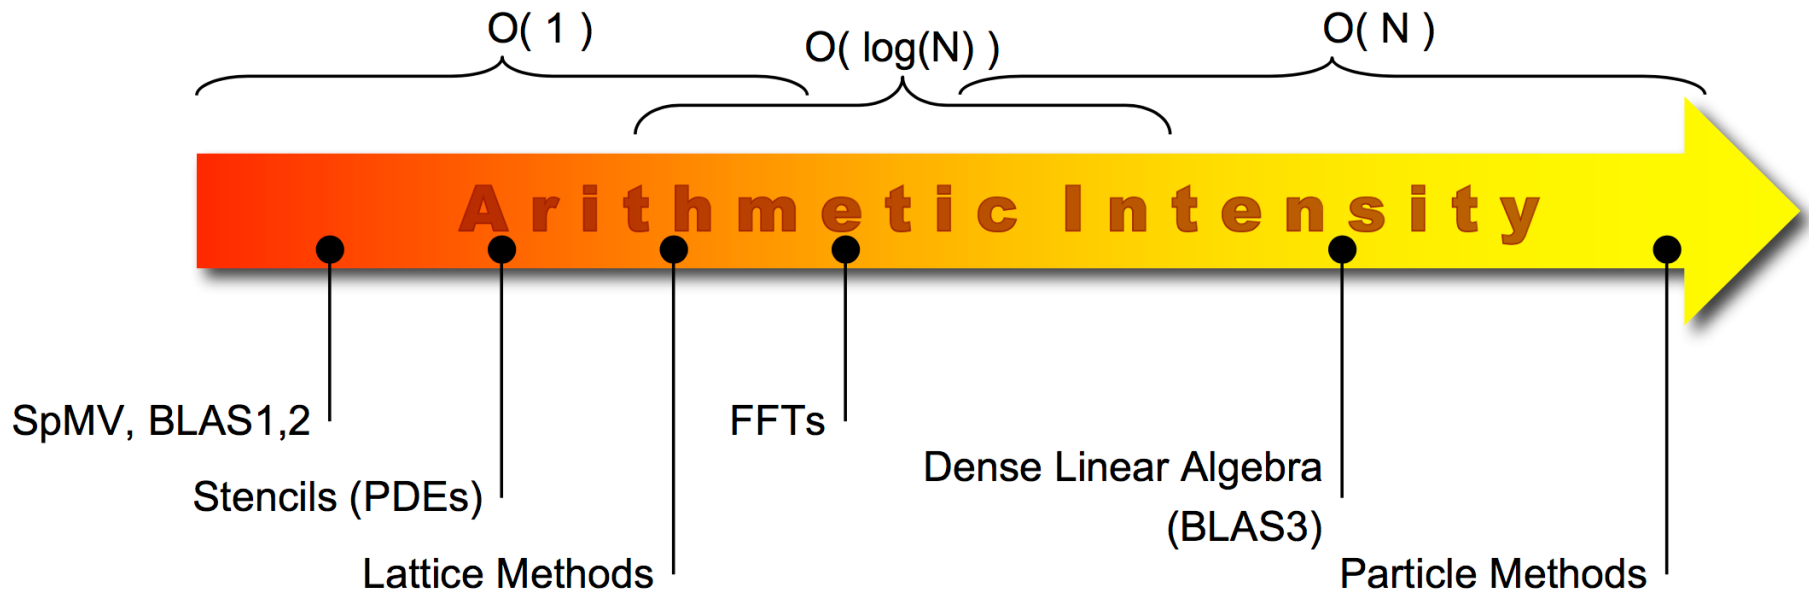 O( 1 )
O( log(N) )
O( N )
Arithmetic Intensity
SpMV, BLAS1,2
FFTs
Stencils (PDEs)
Dense Linear Algebra
(BLAS3)
Lattice Methods
Particle Methods